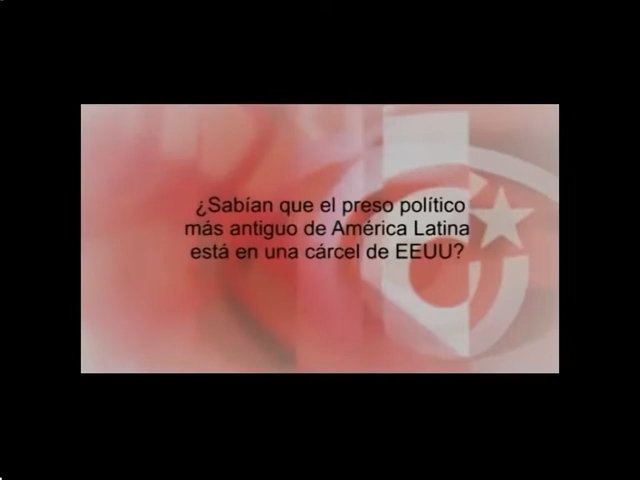 ¿Sabían que el preso político
más antiguo de América Latina
está en una cárcel de EEUU?